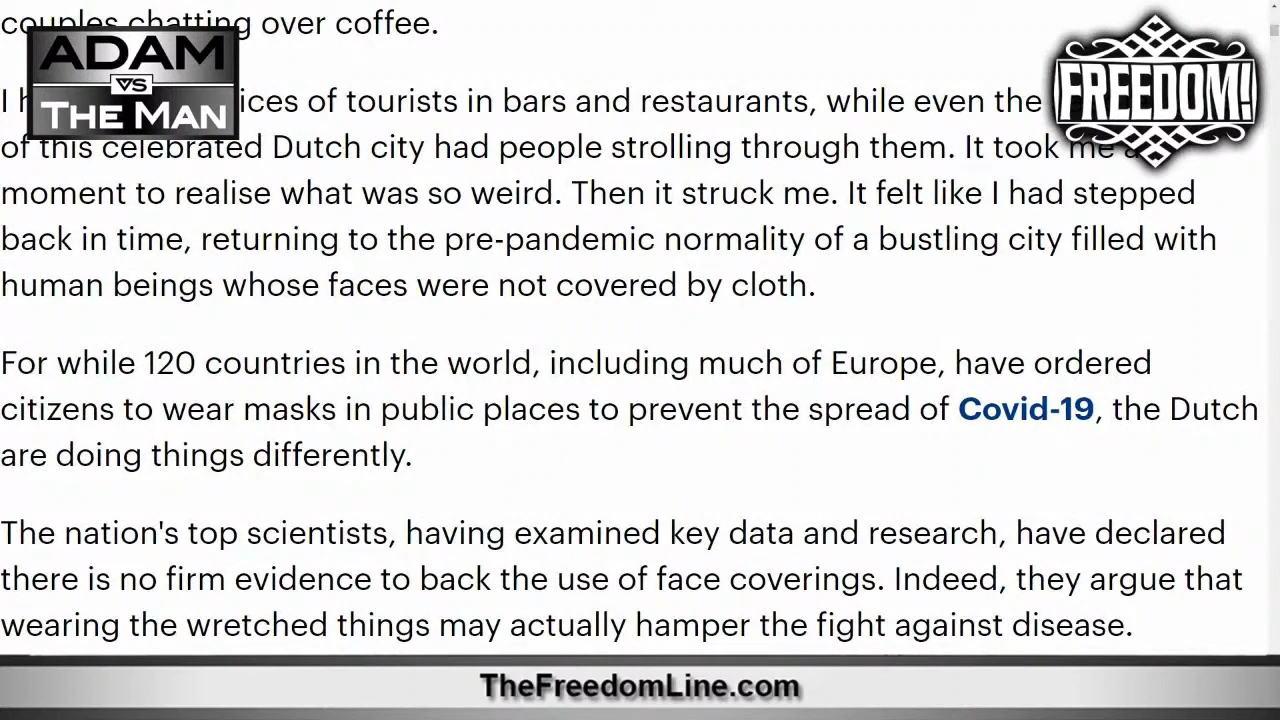 couples chatting over coffee.
ADAM
VS
THE MAN
FREEDOM!
I h ices of tourists in bars and restaurants, while even the
of this celebrated Dutch city had people strolling through them. It took me a
moment to realise what was so weird. Then it struck me. It felt like I had stepped
back in time, returning to the pre-pandemic normality of a bustling city filled with
human beings whose faces were not covered by cloth.
For while 120 countries in the world, including much of Europe, have ordered
citizens to wear masks in public places to prevent the spread of Covid-19, the Dutch
are doing things differently.
The nation's top scientists, having examined key data and research, have declared
there is no firm evidence to back the use of face coverings. Indeed, they argue that
wearing the wretched things may actually hamper the fight against disease.
TheFreedomLine.com